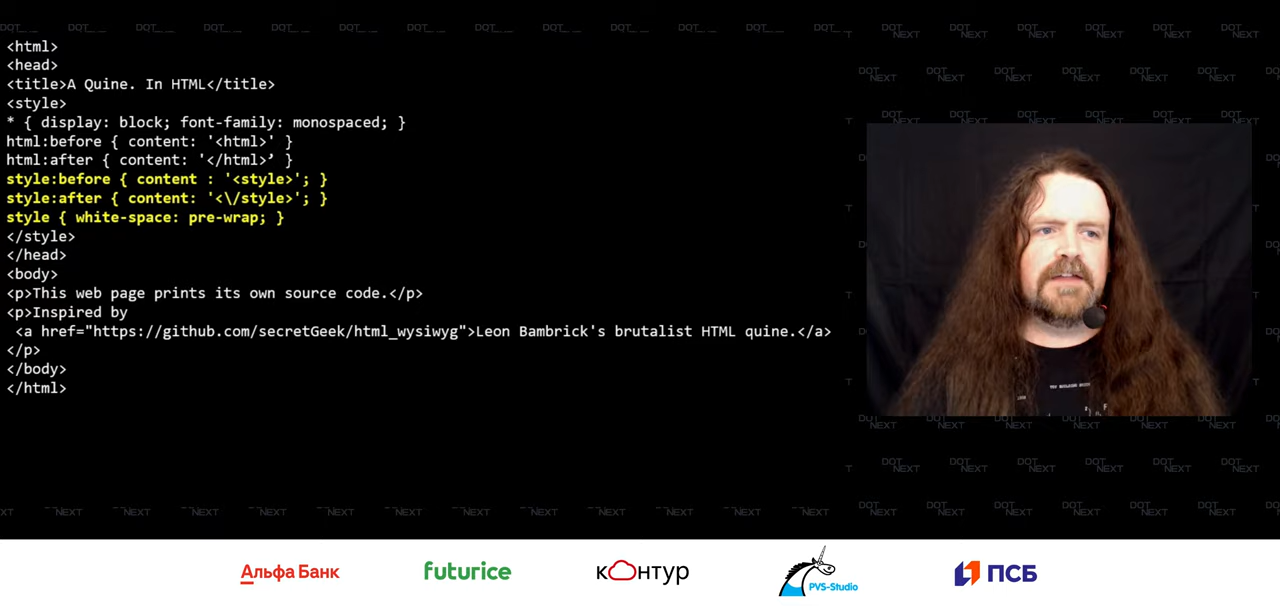 <html>
<head>
<title>A Quine. In HTML</title>
<style>
* { display: block; font-family: monospaced; }
html:before { content: '<html>' }
html:after { content: '</html>’ }
style:before { content : '<style>'; }
style:after { content: '<\/style>'; }
style { white-space: pre-wrap; }
</style>
</head>
<body>
<p>This web page prints its own source code.</p>
<p>Inspired by
<a href="https://github.com/secretGeek/html_wysiwyg">Leon Bambrick's brutalist HTML quine.</a>
</p>
</body>
</html>
DOT NEXT
Альфа Банк
futurice
контур
PVS-Studio
ПСБ